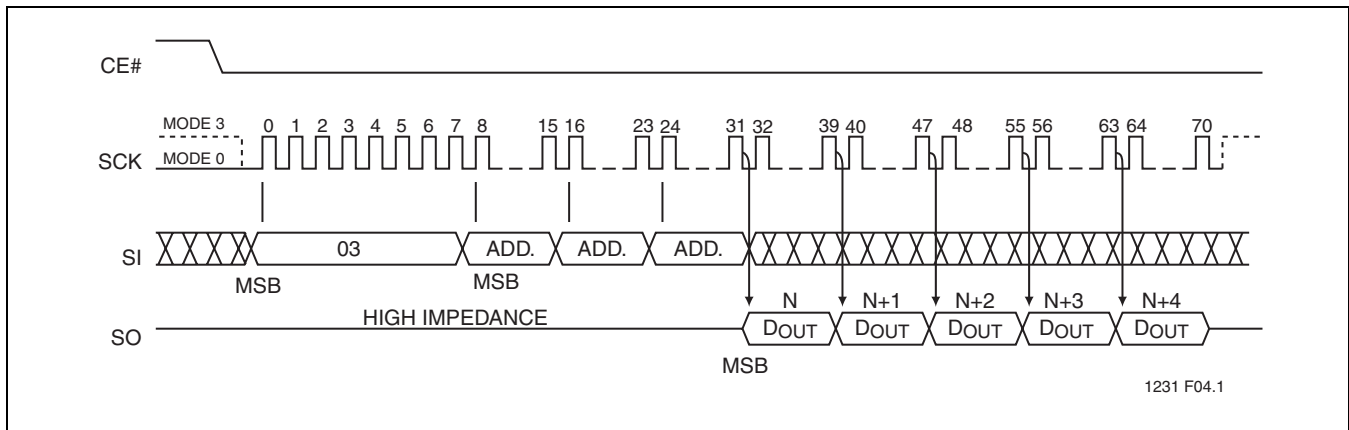 CE#
MODE 3
0 1 2 3 4 5 6 7 8 15 16 23 24 31 32 39 40 47 48 55 56 63 64 70
SCK
MODE 0
SI
03 ADD. ADD. ADD.
MSB MSB
N N+1 N+2 N+3 N+4
HIGH IMPEDANCE
SO
DOUT DOUT DOUT DOUT DOUT
MSB
1231 F04.1